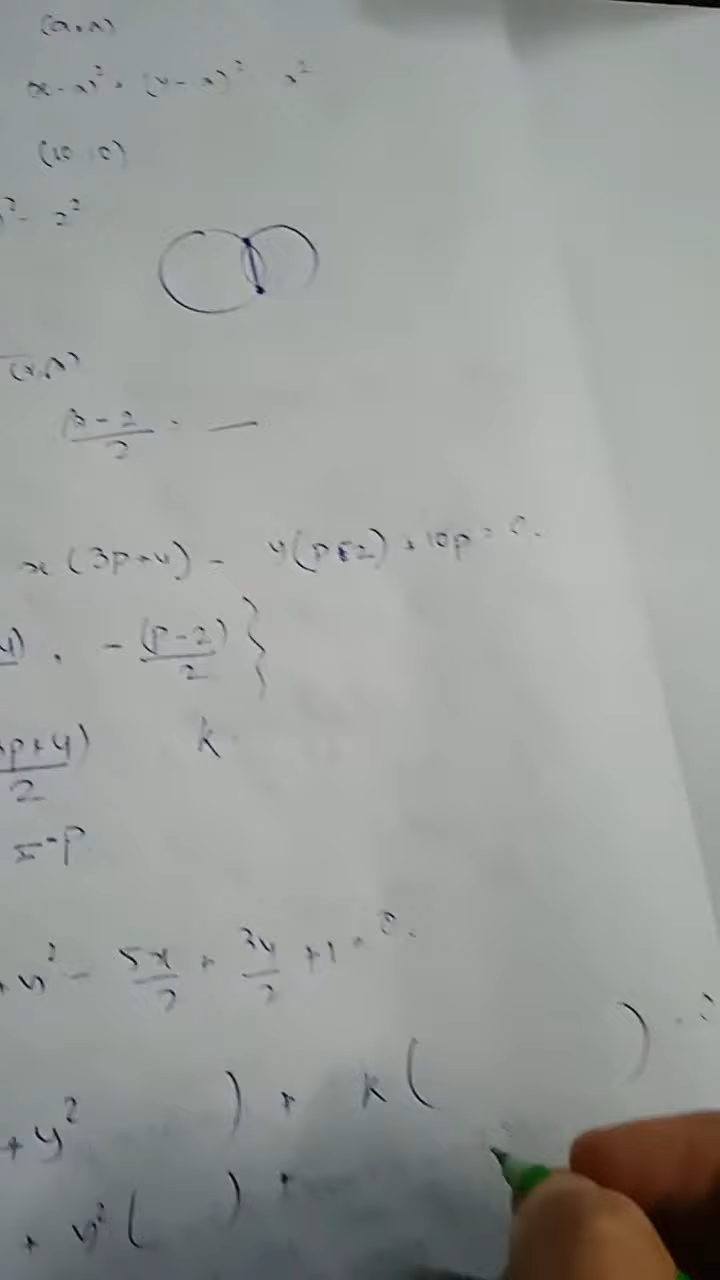 (a, a)
x - a)² + (y - a)² a²
(10 0)
² - 2²
p - 2 / 2 = —
x (3p+4) - y(p+2) + 10p = 0.
4) , - (p-2) / 2 }
3p+4) / 2 k
5-p
+ y² - 5x/2 + 3y/2 + 1 = 0.
+ y² ) + k ( ) =
+ y² ( ) +